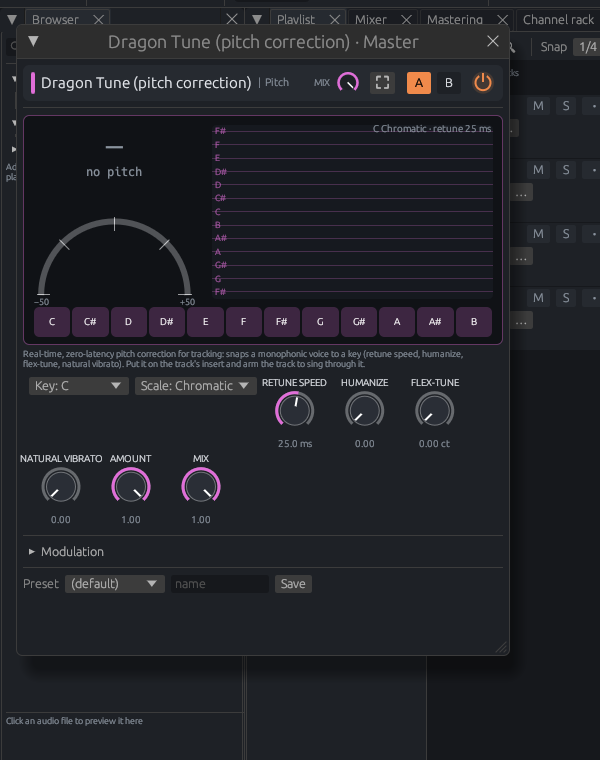 Browser
Playlist
Mixer
Mastering
Channel rack
Dragon Tune (pitch correction) · Master
Snap 1/4
Dragon Tune (pitch correction) | Pitch
MIX
A
B
M S
C Chromatic · retune 25 ms
no pitch
F#
F
E
D#
D
C#
C
B
A#
A
G#
G
F#
-50
+50
M S
...
M S
...
M S
...
C C# D D# E F F# G G# A A# B
Real-time, zero-latency pitch correction for tracking: snaps a monophonic voice to a key (retune speed, humanize,
flex-tune, natural vibrato). Put it on the track's insert and arm the track to sing through it.
Key: C
Scale: Chromatic
RETUNE SPEED
HUMANIZE
FLEX-TUNE
25.0 ms
0.00
0.00 ct
NATURAL VIBRATO
AMOUNT
MIX
0.00
1.00
1.00
Modulation
Preset
(default)
name
Save
Click an audio file to preview it here